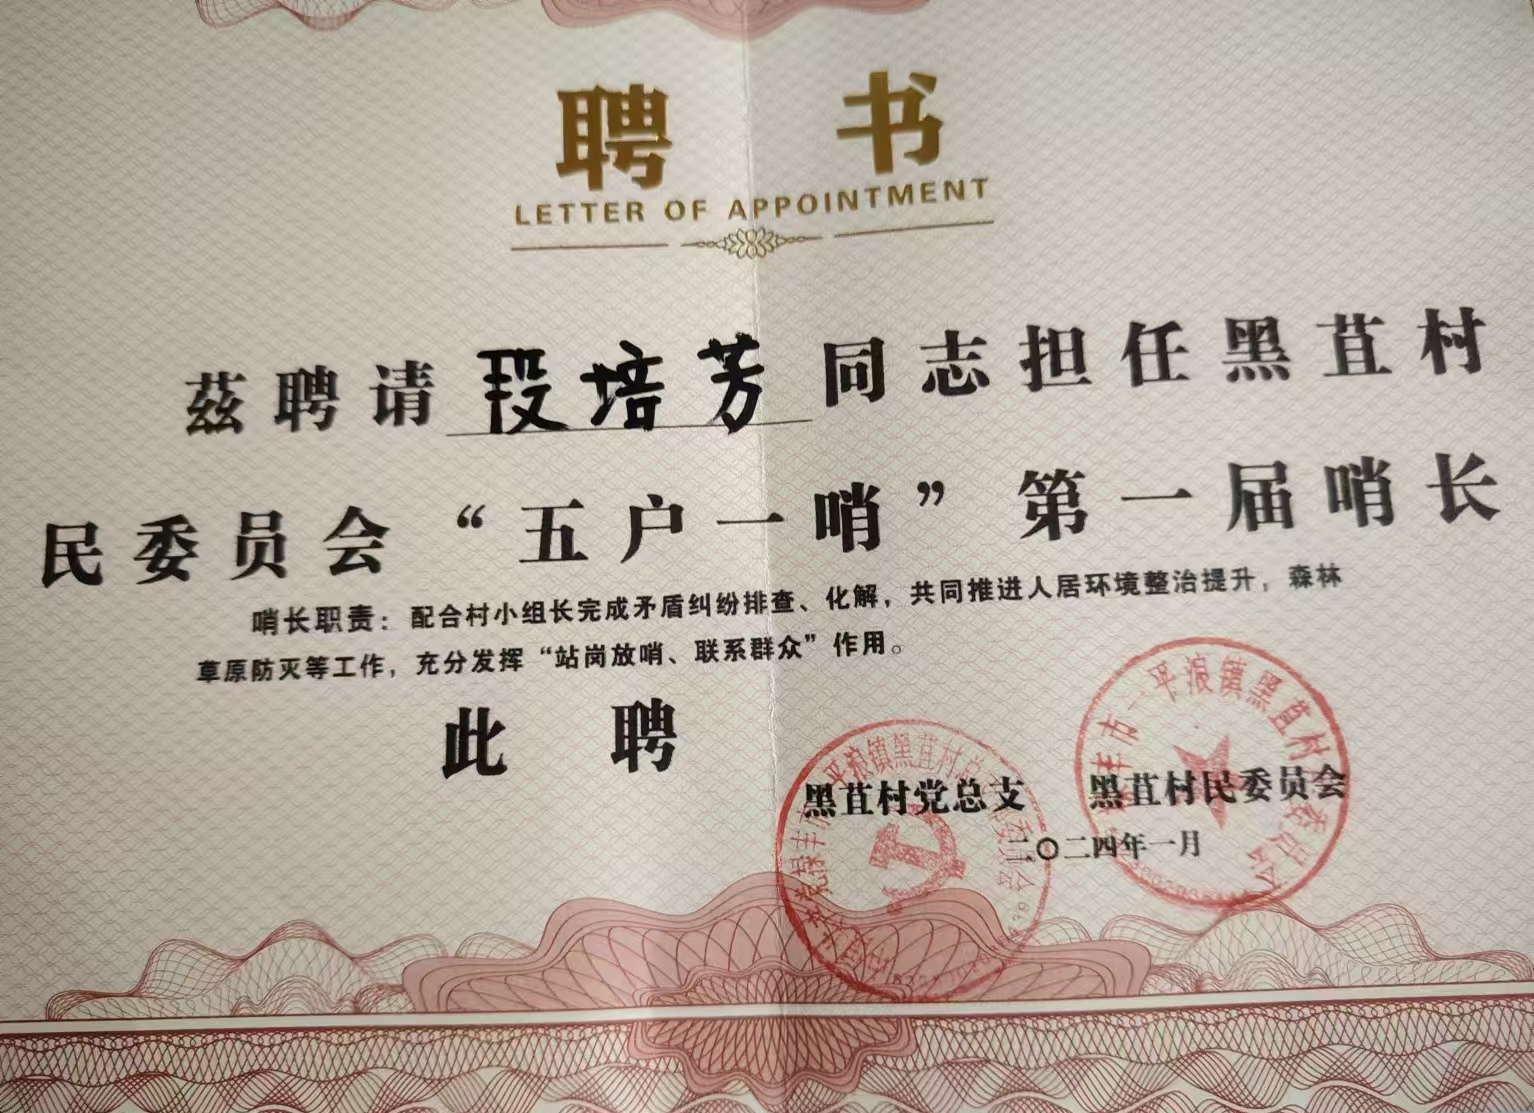 聘书
LETTER OF APPOINTMENT
兹聘请段培芳同志担任黑苴村
民委员会“五户一哨”第一届哨长
哨长职责：配合村小组长完成矛盾纠纷排查、化解，共同推进人居环境整治提升，森林
草原防灭等工作，充分发挥“站岗放哨、联系群众”作用。
此聘
黑苴村党总支 黑苴村民委员会
二〇二四年一月